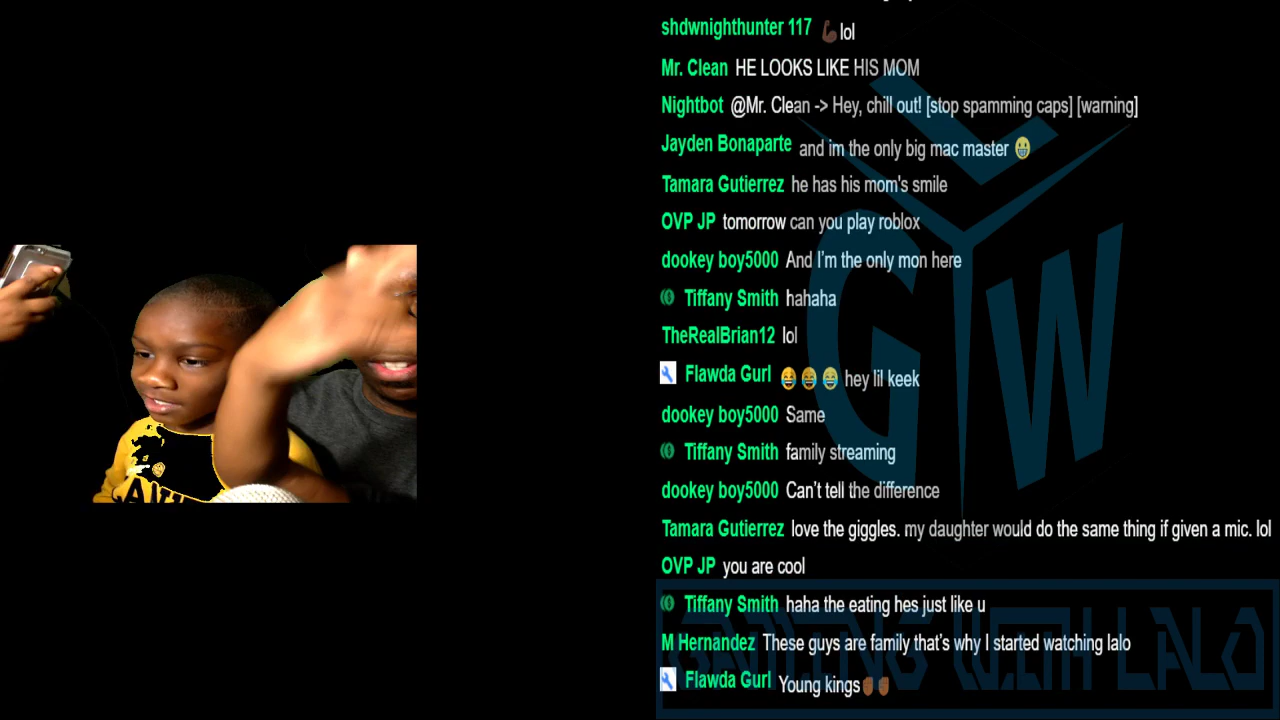 shdwnighthunter 117 💪🏿lol
Mr. Clean HE LOOKS LIKE HIS MOM
Nightbot @Mr. Clean -> Hey, chill out! [stop spamming caps] [warning]
Jayden Bonaparte and im the only big mac master 😁
Tamara Gutierrez he has his mom's smile
OVP JP tomorrow can you play roblox
dookey boy5000 And I'm the only mon here
Tiffany Smith hahaha
TheRealBrian12 lol
Flawda Gurl 😂😂😂 hey lil keek
dookey boy5000 Same
Tiffany Smith family streaming
dookey boy5000 Can't tell the difference
Tamara Gutierrez love the giggles. my daughter would do the same thing if given a mic. lol
OVP JP you are cool
Tiffany Smith haha the eating hes just like u
M Hernandez These guys are family that's why I started watching lalo
Flawda Gurl Young kings✊🏾✊🏾
L
G W
GAMING WITH LALO